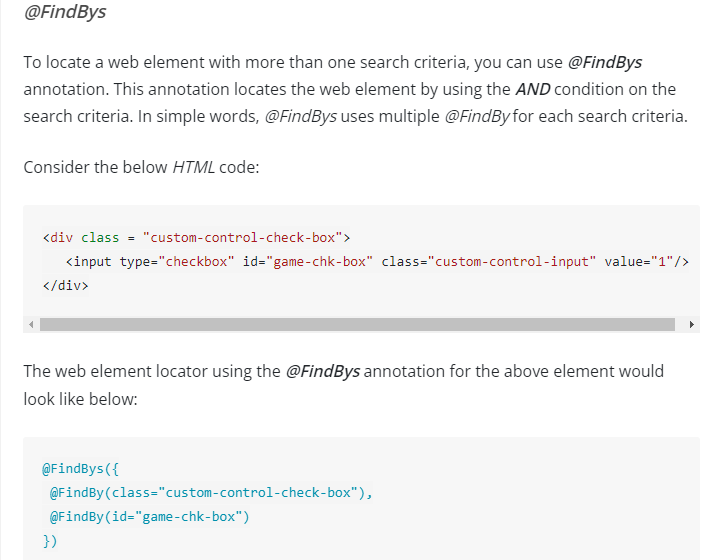 @FindBys
To locate a web element with more than one search criteria, you can use @FindBys
annotation. This annotation locates the web element by using the AND condition on the
search criteria. In simple words, @FindBys uses multiple @FindBy for each search criteria.
Consider the below HTML code:
<div class = "custom-control-check-box">
   <input type="checkbox" id="game-chk-box" class="custom-control-input" value="1"/>
</div>
The web element locator using the @FindBys annotation for the above element would
look like below:
@FindBys({
 @FindBy(class="custom-control-check-box"),
 @FindBy(id="game-chk-box")
})